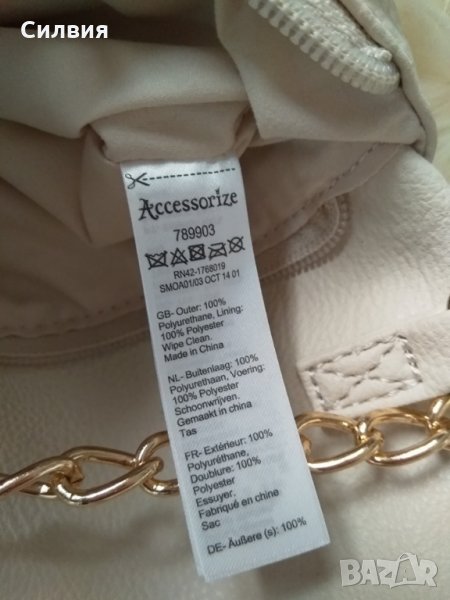 Силвия
Accessorize
789903
RN42-1768019
SMOA01/03 OCT 14 01
GB- Outer: 100%
Polyurethane, Lining:
100% Polyester
Wipe Clean.
Made in China
NL- Buitenlaag: 100%
Polyurethaan, Voering:
100% Polyester
Schoonwrijven.
Gemaakt in china
Tas
FR- Extérieur: 100%
Polyuréthane,
Doublure: 100%
Polyester
Essuyer.
Fabriqué en chine
Sac
DE- Äußere (s): 100%
BAZAR